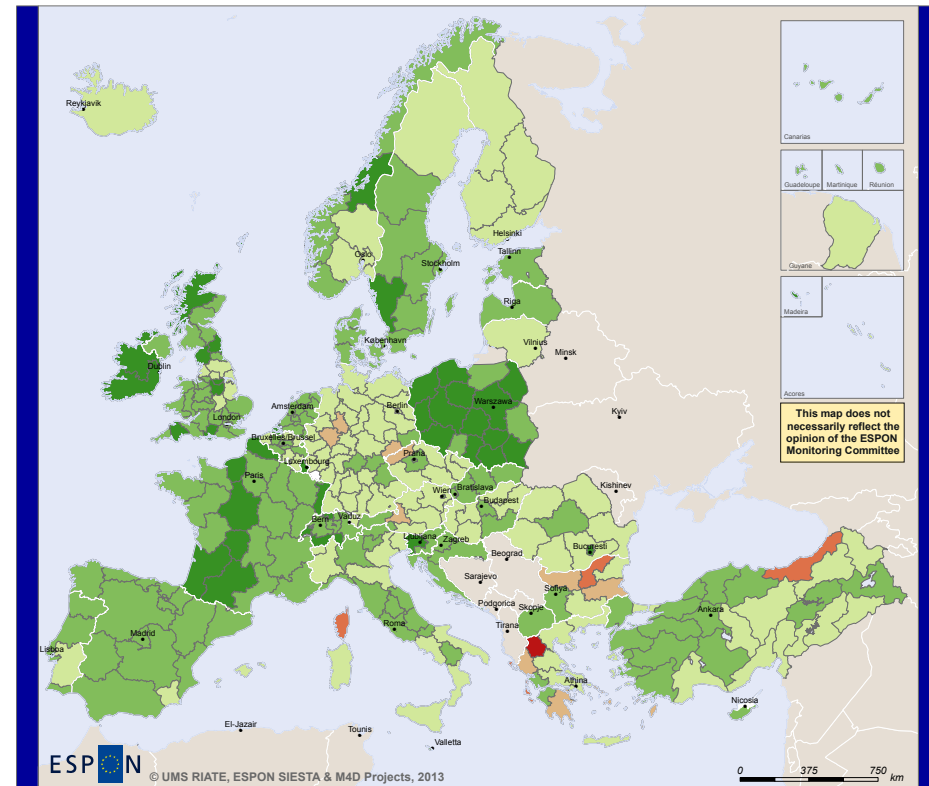 Reykjavik
Canarias
Guadeloupe
Martinique
Réunion
Guyane
Madeira
Acores
This map does not
necessarily reflect the
opinion of the ESPON
Monitoring Committee
Helsinki
Tallinn
Oslo
Stockholm
Riga
København
Vilnius
Minsk
Dublin
Amsterdam
Berlin
Warszawa
London
Kyiv
Bruxelles/Brussel
Praha
Luxembourg
Paris
Kishinev
Wien
Bratislava
Budapest
Bern
Vaduz
Ljubljana
Zagreb
Bucuresti
Beograd
Sarajevo
Sofiya
Podgorica
Skopje
Ankara
Roma
Tirana
Madrid
Lisboa
Athina
Nicosia
El-Jazair
Tounis
Valletta
ESPON
© UMS RIATE, ESPON SIESTA & M4D Projects, 2013
0 375 750
km